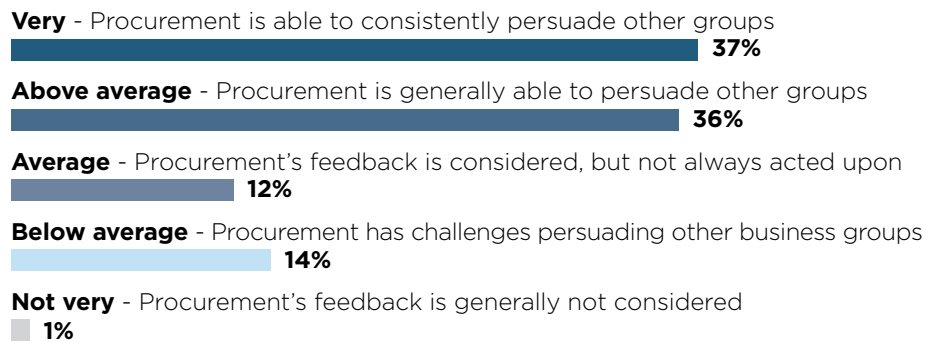 Very - Procurement is able to consistently persuade other groups
37%
Above average - Procurement is generally able to persuade other groups
36%
Average - Procurement’s feedback is considered, but not always acted upon
12%
Below average - Procurement has challenges persuading other business groups
14%
Not very - Procurement’s feedback is generally not considered
1%